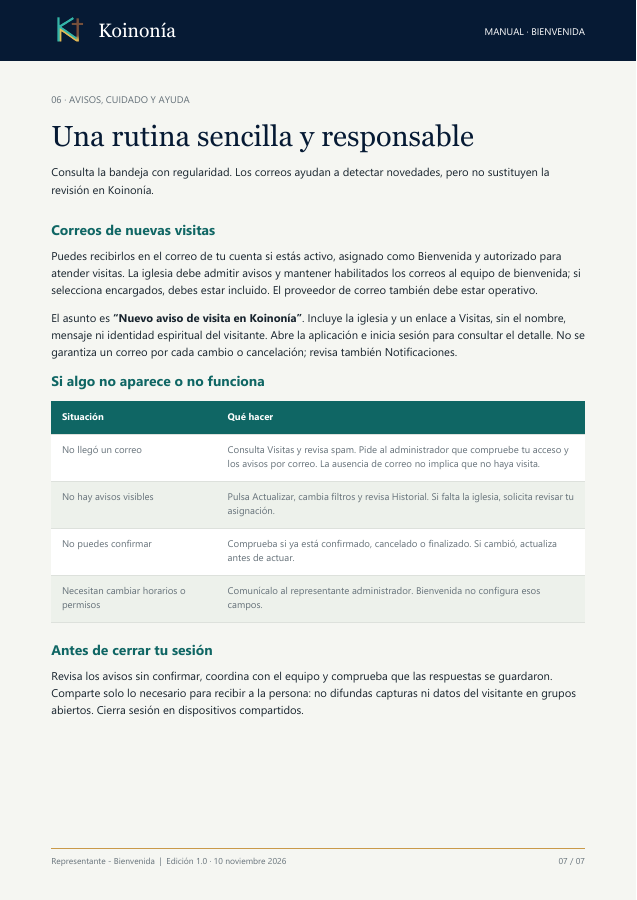 Koinonía
MANUAL · BIENVENIDA
06 · AVISOS, CUIDADO Y AYUDA
Una rutina sencilla y responsable
Consulta la bandeja con regularidad. Los correos ayudan a detectar novedades, pero no sustituyen la
revisión en Koinonía.
Correos de nuevas visitas
Puedes recibirlos en el correo de tu cuenta si estás activo, asignado como Bienvenida y autorizado para
atender visitas. La iglesia debe admitir avisos y mantener habilitados los correos al equipo de bienvenida; si
selecciona encargados, debes estar incluido. El proveedor de correo también debe estar operativo.
El asunto es “Nuevo aviso de visita en Koinonía”. Incluye la iglesia y un enlace a Visitas, sin el nombre,
mensaje ni identidad espiritual del visitante. Abre la aplicación e inicia sesión para consultar el detalle. No se
garantiza un correo por cada cambio o cancelación; revisa también Notificaciones.
Si algo no aparece o no funciona
Situación
Qué hacer
No llegó un correo
Consulta Visitas y revisa spam. Pide al administrador que compruebe tu acceso y
los avisos por correo. La ausencia de correo no implica que no haya visita.
No hay avisos visibles
Pulsa Actualizar, cambia filtros y revisa Historial. Si falta la iglesia, solicita revisar tu
asignación.
No puedes confirmar
Comprueba si ya está confirmado, cancelado o finalizado. Si cambió, actualiza
antes de actuar.
Necesitan cambiar horarios o
permisos
Comunícalo al representante administrador. Bienvenida no configura esos
campos.
Antes de cerrar tu sesión
Revisa los avisos sin confirmar, coordina con el equipo y comprueba que las respuestas se guardaron.
Comparte solo lo necesario para recibir a la persona: no difundas capturas ni datos del visitante en grupos
abiertos. Cierra sesión en dispositivos compartidos.
Representante - Bienvenida | Edición 1.0 · 10 noviembre 2026
07 / 07